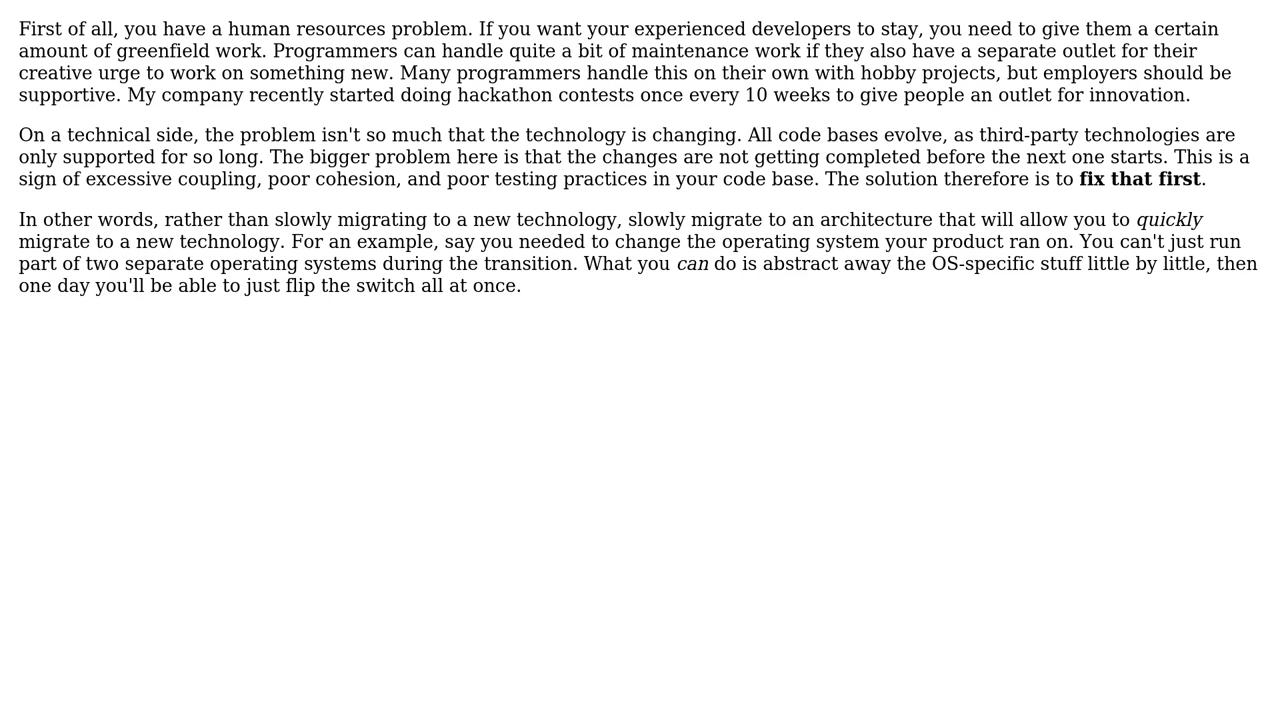 First of all, you have a human resources problem. If you want your experienced developers to stay, you need to give them a certain
amount of greenfield work. Programmers can handle quite a bit of maintenance work if they also have a separate outlet for their
creative urge to work on something new. Many programmers handle this on their own with hobby projects, but employers should be
supportive. My company recently started doing hackathon contests once every 10 weeks to give people an outlet for innovation.
On a technical side, the problem isn't so much that the technology is changing. All code bases evolve, as third-party technologies are
only supported for so long. The bigger problem here is that the changes are not getting completed before the next one starts. This is a
sign of excessive coupling, poor cohesion, and poor testing practices in your code base. The solution therefore is to fix that first.
In other words, rather than slowly migrating to a new technology, slowly migrate to an architecture that will allow you to quickly
migrate to a new technology. For an example, say you needed to change the operating system your product ran on. You can't just run
part of two separate operating systems during the transition. What you can do is abstract away the OS-specific stuff little by little, then
one day you'll be able to just flip the switch all at once.